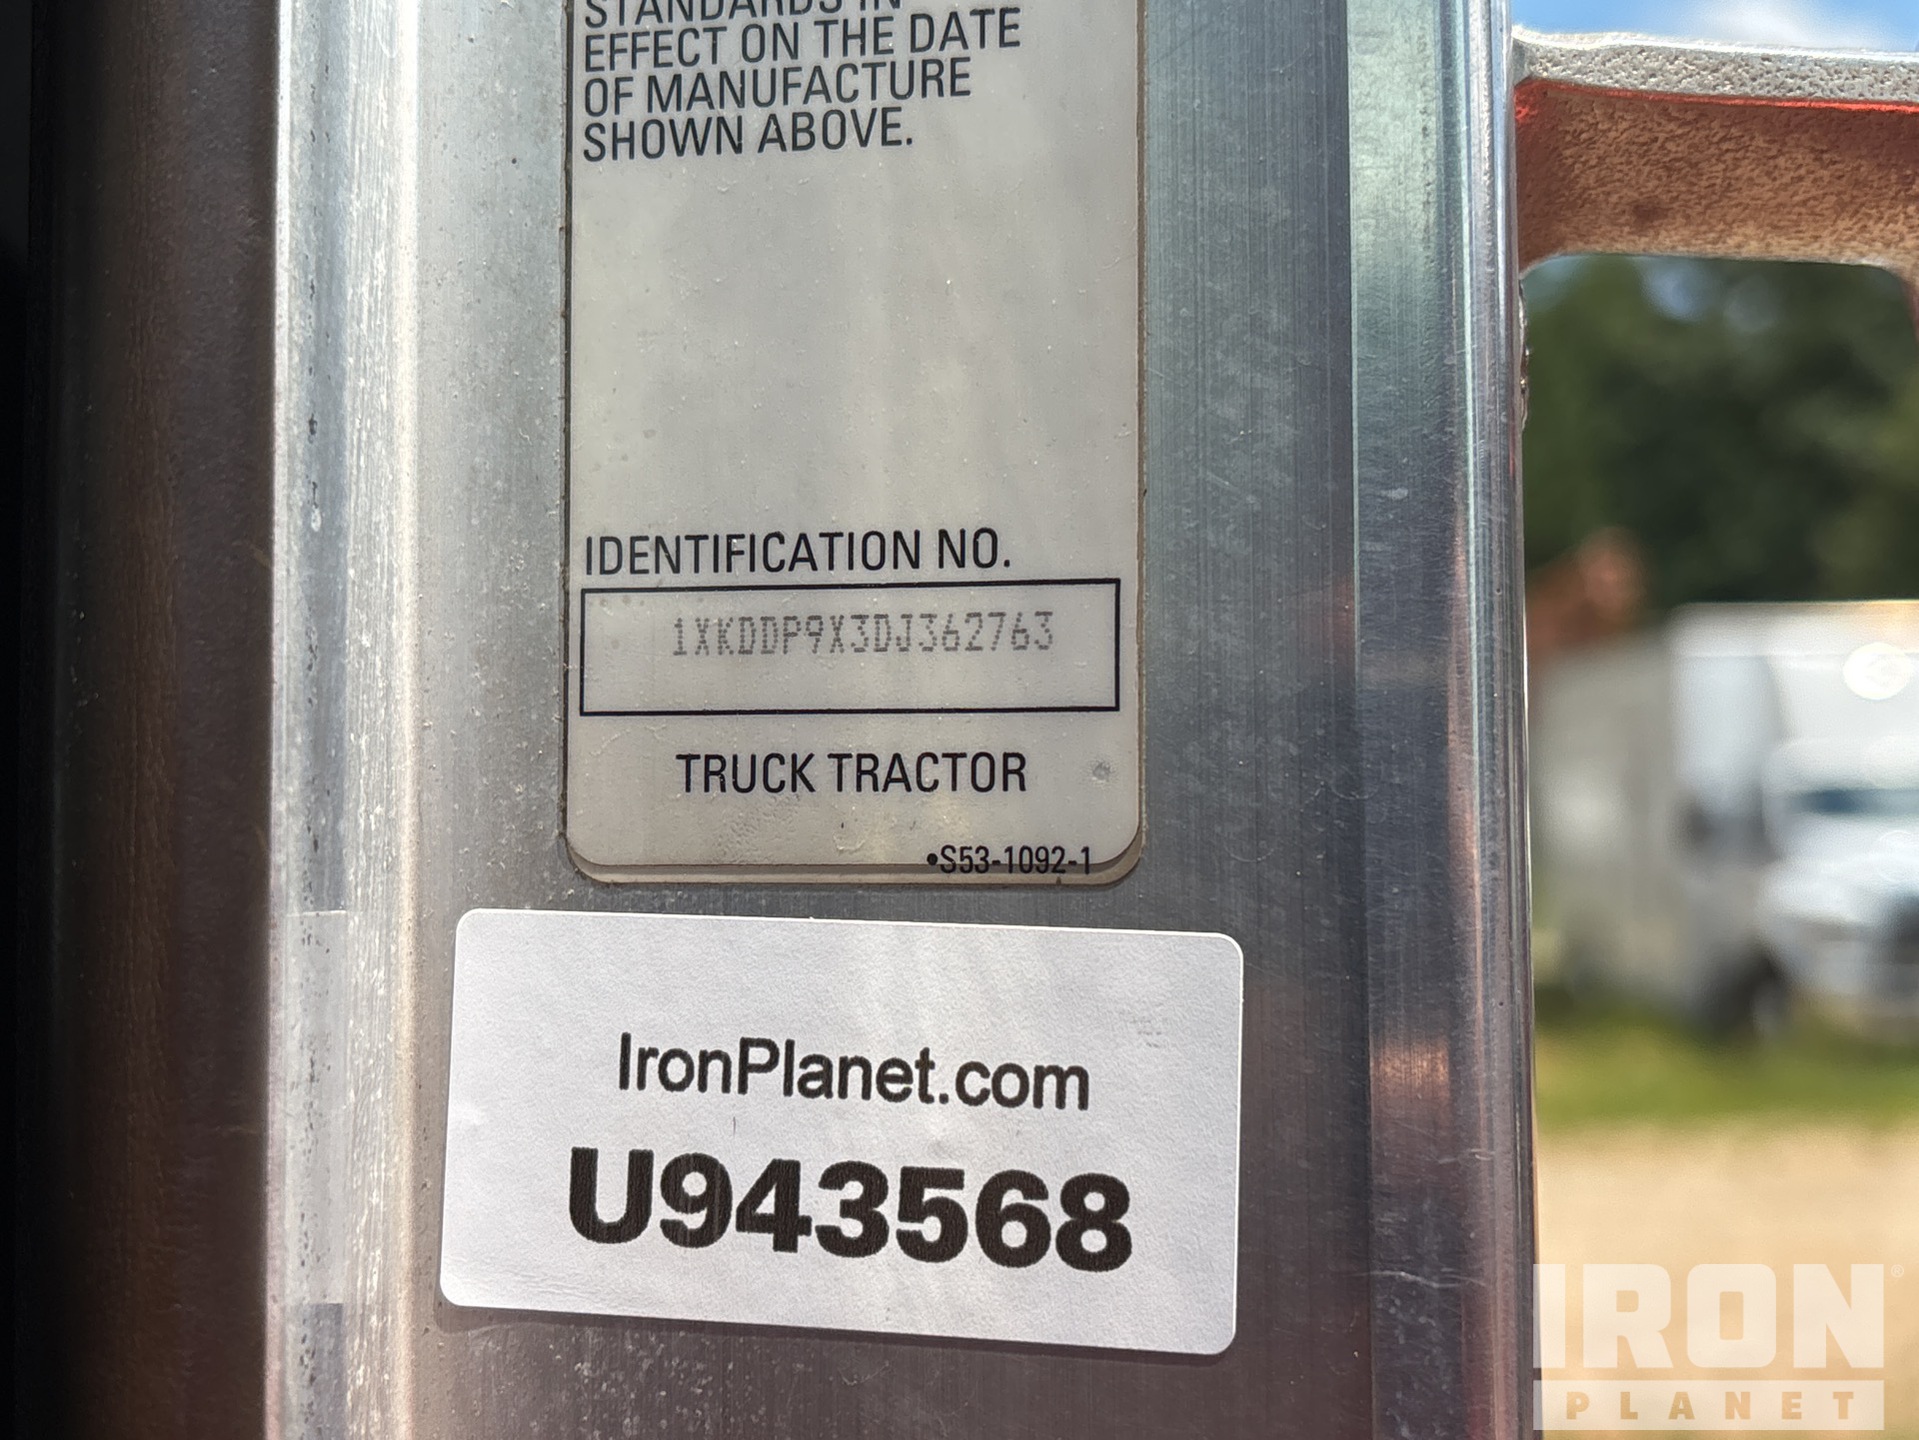 STANDARDS IN
EFFECT ON THE DATE
OF MANUFACTURE
SHOWN ABOVE.
IDENTIFICATION NO.
1XKDDP9X3DJ362763
TRUCK TRACTOR
•S53-1092-1
IronPlanet.com
U943568
IRON®
PLANET